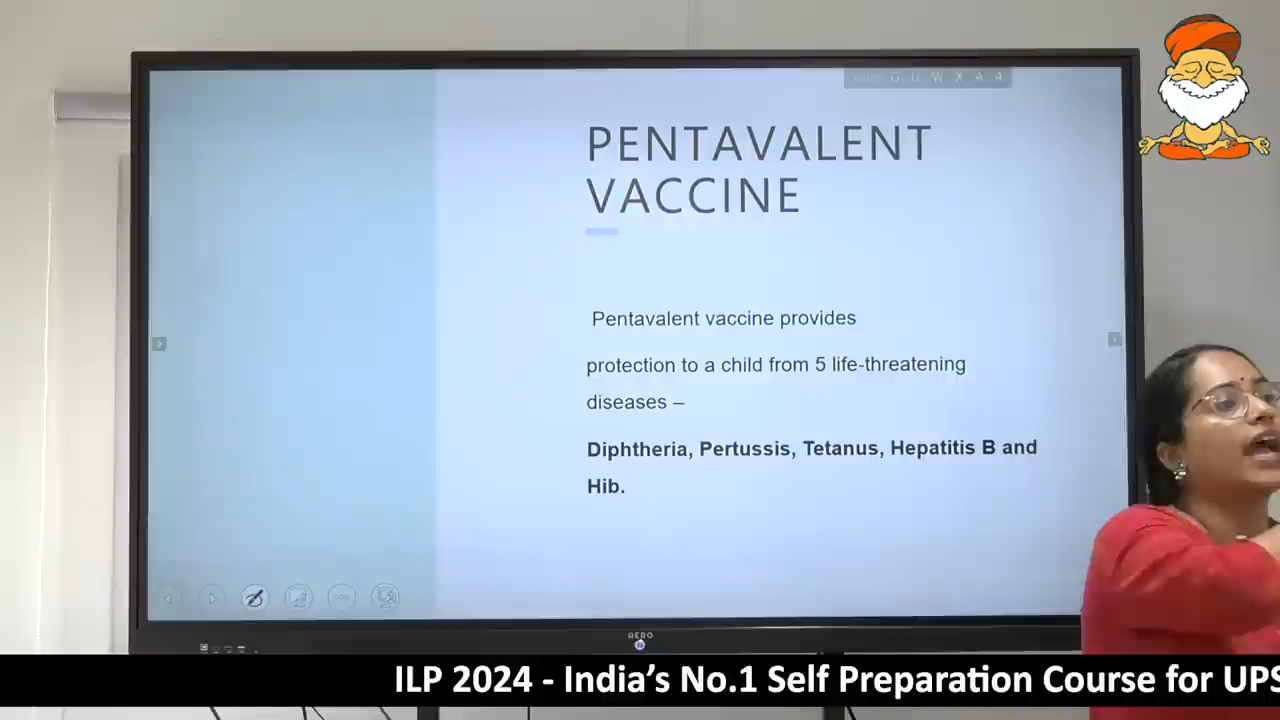 PENTAVALENT
VACCINE
Pentavalent vaccine provides
protection to a child from 5 life-threatening
diseases –
Diphtheria, Pertussis, Tetanus, Hepatitis B and
Hib.
AERO
ILP 2024 - India's No.1 Self Preparation Course for UPS